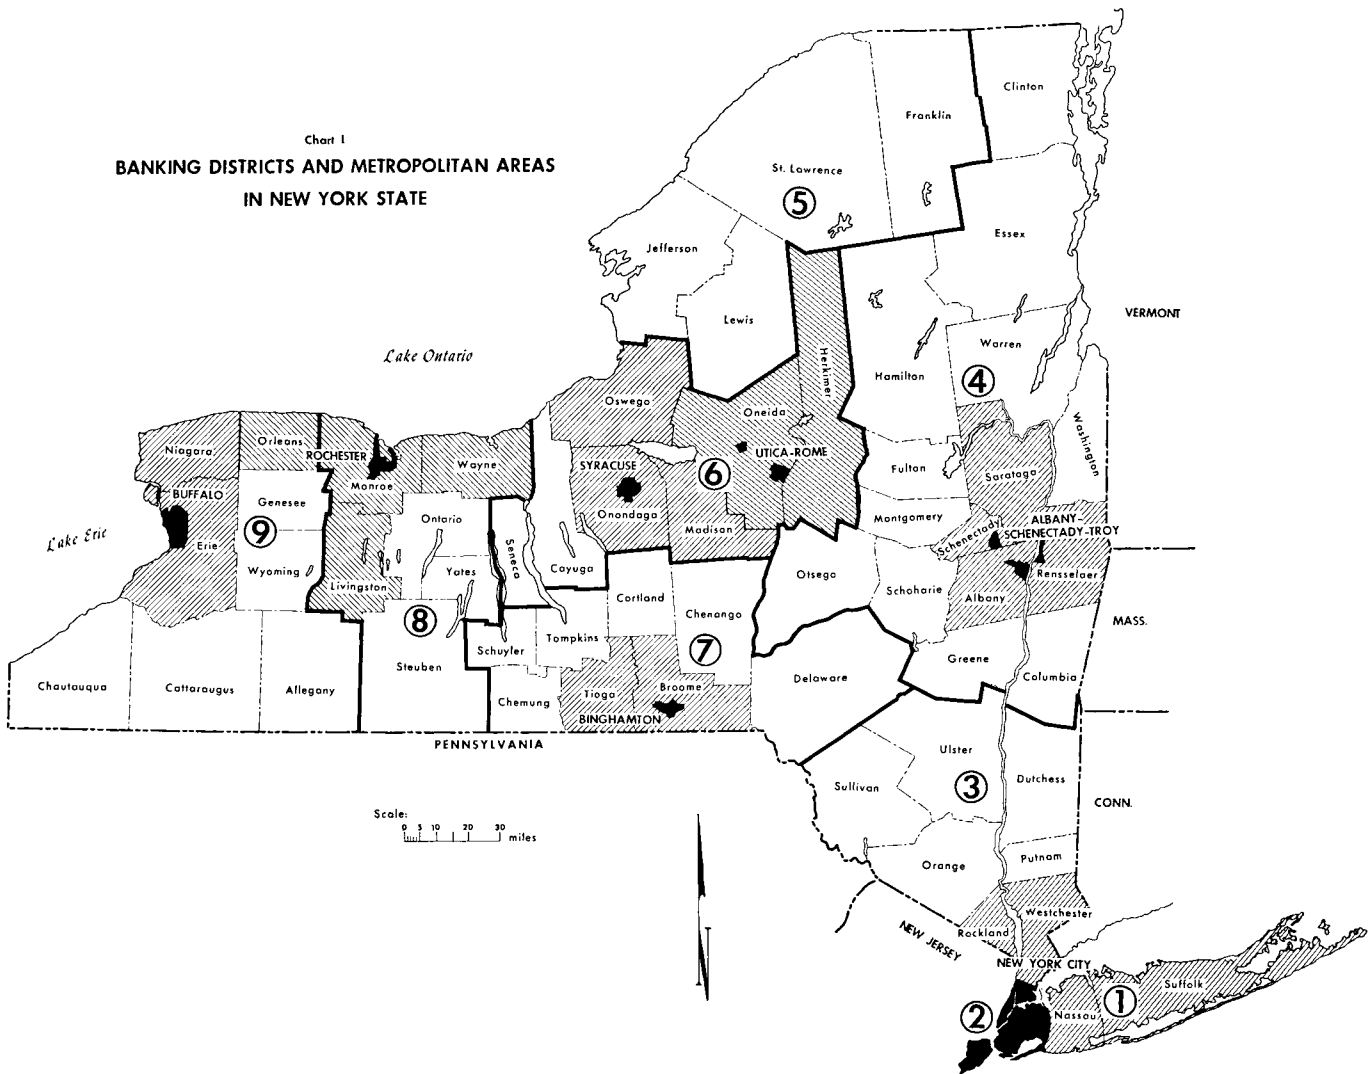 Chart I
BANKING DISTRICTS AND METROPOLITAN AREAS
IN NEW YORK STATE
Clinton
Franklin
St. Lawrence
5
Essex
Jefferson
Lewis
VERMONT
Lake Ontario
Herkimer
Warren
Hamilton
4
Oswego
Oneida
Washington
Niagara
Orleans
ROCHESTER
Wayne
SYRACUSE
6
UTICA-ROME
Fulton
Saratoga
BUFFALO
Genesee
Monroe
Ontario
Onondaga
Madison
Montgomery
Schenectady
ALBANY-
SCHENECTADY-TROY
Lake Erie
Erie
9
Wyoming
Livingston
Yates
Seneca
Cayuga
Otsego
Schoharie
Albany
Rensselaer
8
Cortland
Chenango
MASS.
Steuben
Schuyler
Tompkins
7
Greene
Columbia
Chautauqua
Cattaraugus
Allegany
Chemung
Tioga
Broome
BINGHAMTON
Delaware
PENNSYLVANIA
Ulster
Sullivan
3
Dutchess
CONN.
Scale:
0 5 10 20 30
miles
Orange
Putnam
Westchester
Rockland
NEW JERSEY
NEW YORK CITY
Suffolk
1
2
Nassau